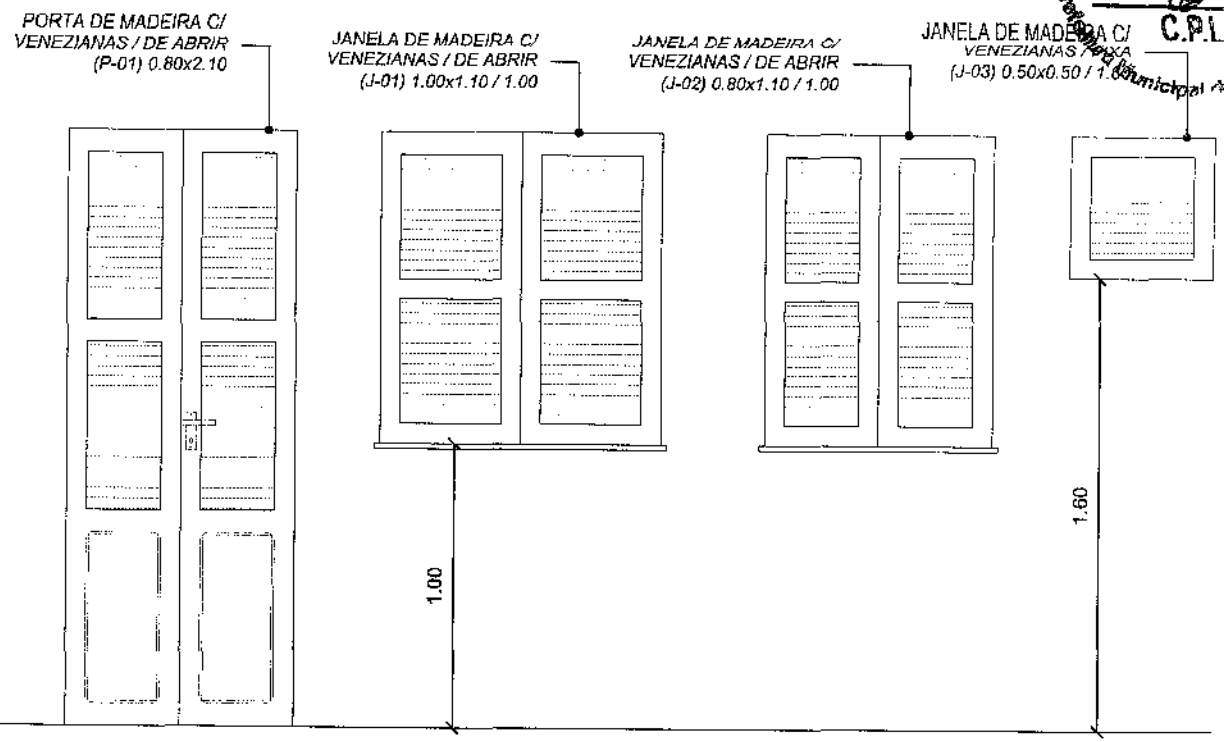 PORTA DE MADEIRA C/
VENEZIANAS / DE ABRIR
(P-01) 0.80x2.10
JANELA DE MADEIRA C/
VENEZIANAS / DE ABRIR
(J-01) 1.00x1.10 / 1.00
JANELA DE MADEIRA C/
VENEZIANAS / DE ABRIR
(J-02) 0.80x1.10 / 1.00
JANELA DE MADEIRA C/
VENEZIANAS /
(J-03) 0.50x0.50 /
C.P.L
Municipal
1.00
1.60